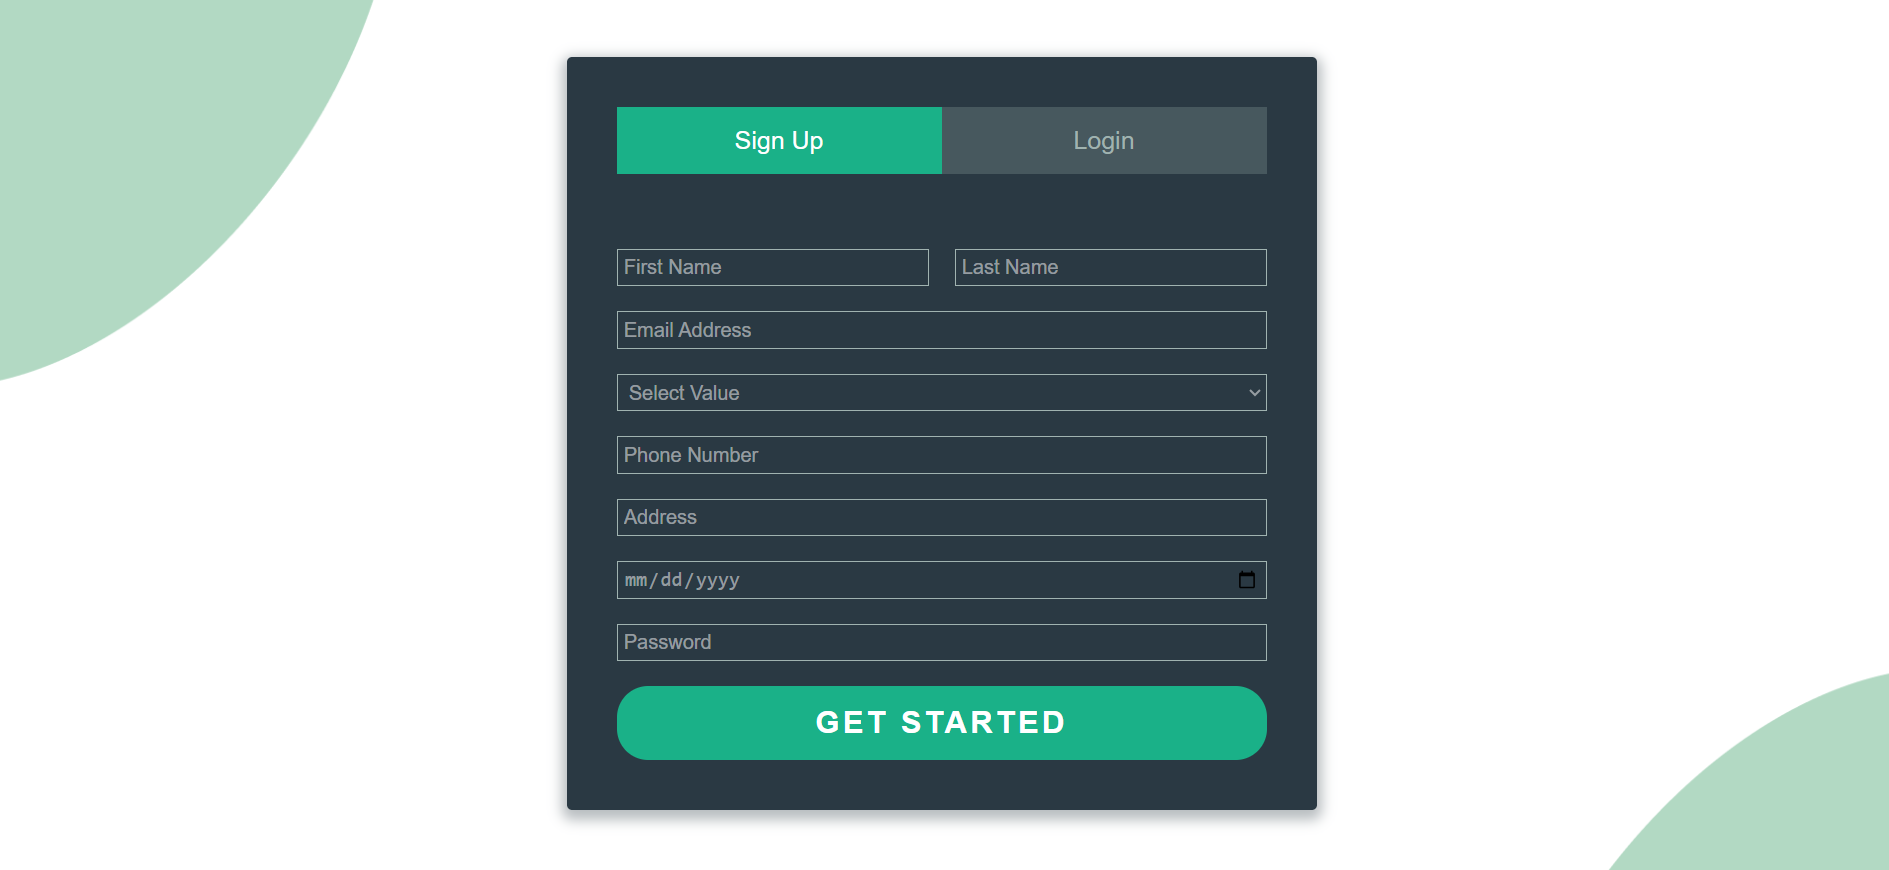 Sign Up Login
First Name Last Name
Email Address
Select Value
Phone Number
Address
mm/dd/yyyy
Password
GET STARTED